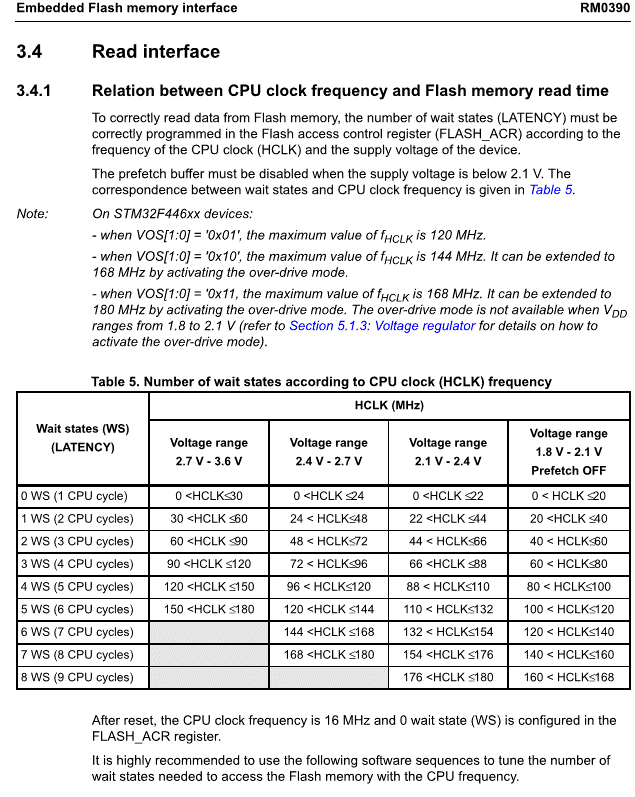 Embedded Flash memory interface RM0390
3.4 Read interface
3.4.1 Relation between CPU clock frequency and Flash memory read time
To correctly read data from Flash memory, the number of wait states (LATENCY) must be
correctly programmed in the Flash access control register (FLASH_ACR) according to the
frequency of the CPU clock (HCLK) and the supply voltage of the device.
The prefetch buffer must be disabled when the supply voltage is below 2.1 V. The
correspondence between wait states and CPU clock frequency is given in Table 5.
Note: On STM32F446xx devices:
- when VOS[1:0] = '0x01', the maximum value of fHCLK is 120 MHz.
- when VOS[1:0] = '0x10', the maximum value of fHCLK is 144 MHz. It can be extended to
168 MHz by activating the over-drive mode.
- when VOS[1:0] = '0x11, the maximum value of fHCLK is 168 MHz. It can be extended to
180 MHz by activating the over-drive mode. The over-drive mode is not available when VDD
ranges from 1.8 to 2.1 V (refer to Section 5.1.3: Voltage regulator for details on how to
activate the over-drive mode).
Table 5. Number of wait states according to CPU clock (HCLK) frequency
Wait states (WS)
(LATENCY)
HCLK (MHz)
Voltage range
2.7 V - 3.6 V
Voltage range
2.4 V - 2.7 V
Voltage range
2.1 V - 2.4 V
Voltage range
1.8 V - 2.1 V
Prefetch OFF
0 WS (1 CPU cycle) 0 <HCLK≤30 0 <HCLK ≤24 0 <HCLK ≤22 0 < HCLK ≤20
1 WS (2 CPU cycles) 30 <HCLK ≤60 24 < HCLK≤48 22 <HCLK ≤44 20 <HCLK ≤40
2 WS (3 CPU cycles) 60 <HCLK ≤90 48 < HCLK≤72 44 < HCLK≤66 40 < HCLK≤60
3 WS (4 CPU cycles) 90 <HCLK ≤120 72 < HCLK≤96 66 <HCLK ≤88 60 < HCLK≤80
4 WS (5 CPU cycles) 120 <HCLK ≤150 96 < HCLK≤120 88 < HCLK≤110 80 < HCLK≤100
5 WS (6 CPU cycles) 150 <HCLK ≤180 120 <HCLK ≤144 110 < HCLK≤132 100 < HCLK≤120
6 WS (7 CPU cycles) 144 <HCLK ≤168 132 < HCLK≤154 120 < HCLK≤140
7 WS (8 CPU cycles) 168 <HCLK ≤180 154 <HCLK ≤176 140 < HCLK≤160
8 WS (9 CPU cycles) 176 <HCLK ≤180 160 < HCLK≤168
After reset, the CPU clock frequency is 16 MHz and 0 wait state (WS) is configured in the
FLASH_ACR register.
It is highly recommended to use the following software sequences to tune the number of
wait states needed to access the Flash memory with the CPU frequency.